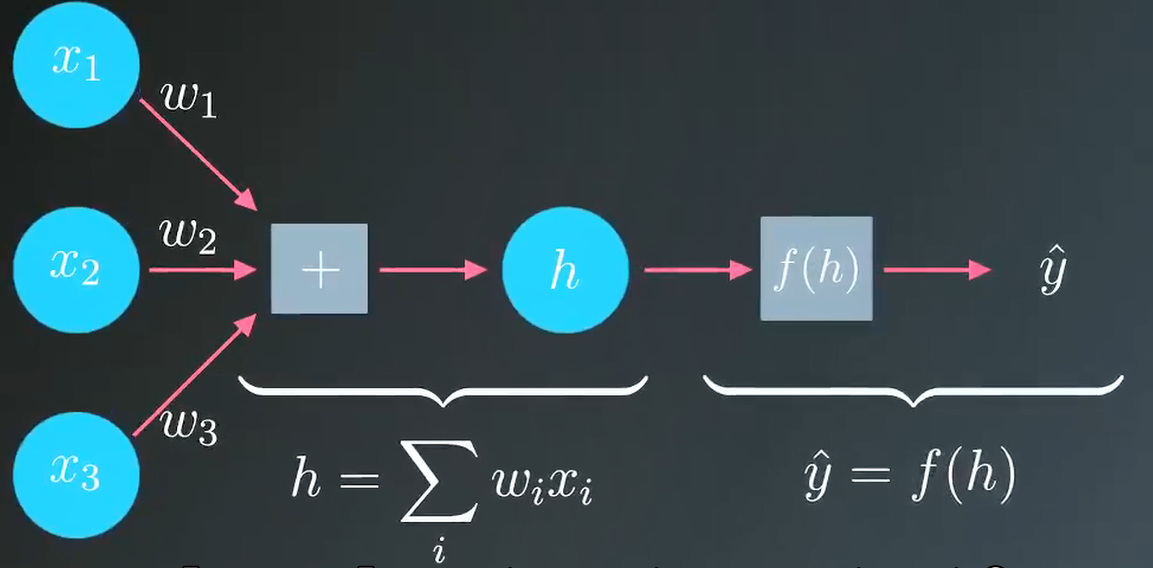 x₁
w₁
x₂
w₂
+
h
f(h)
ŷ
x₃
w₃
h = ∑ᵢ wᵢxᵢ
ŷ = f(h)